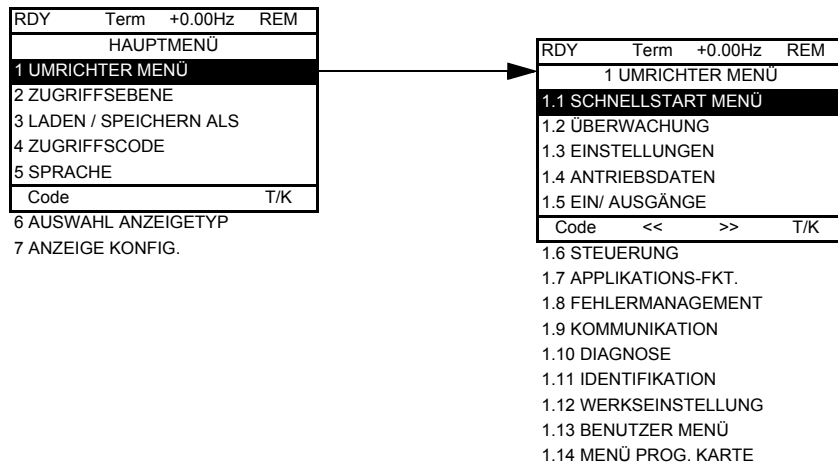 RDY Term +0.00Hz REM
HAUPTMENÜ
1 UMRICHTER MENÜ
2 ZUGRIFFSEBENE
3 LADEN / SPEICHERN ALS
4 ZUGRIFFSCODE
5 SPRACHE
Code T/K
6 AUSWAHL ANZEIGETYP
7 ANZEIGE KONFIG.
RDY Term +0.00Hz REM
1 UMRICHTER MENÜ
1.1 SCHNELLSTART MENÜ
1.2 ÜBERWACHUNG
1.3 EINSTELLUNGEN
1.4 ANTRIEBSDATEN
1.5 EIN/ AUSGÄNGE
Code << >> T/K
1.6 STEUERUNG
1.7 APPLIKATIONS-FKT.
1.8 FEHLERMANAGEMENT
1.9 KOMMUNIKATION
1.10 DIAGNOSE
1.11 IDENTIFIKATION
1.12 WERKSEINSTELLUNG
1.13 BENUTZER MENÜ
1.14 MENÜ PROG. KARTE